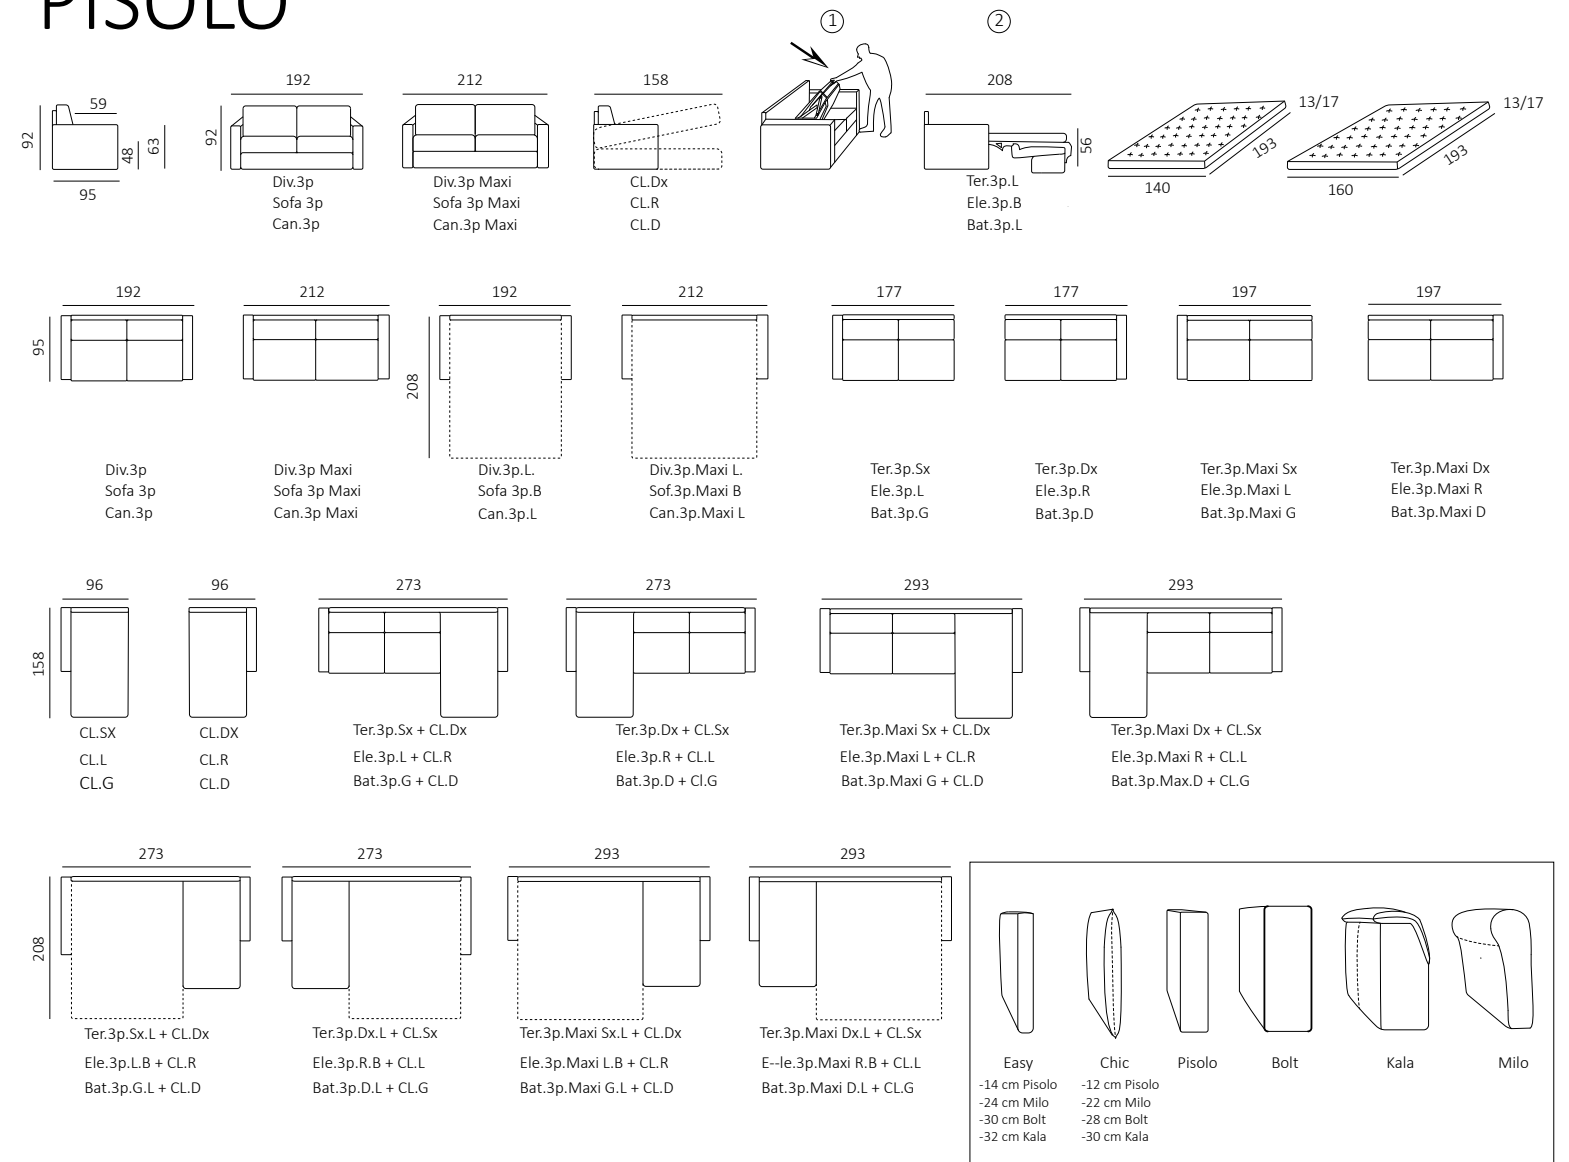 PISOLO
1
2
59
92
48
63
95
192
92
Div.3p
Sofa 3p
Can.3p
212
Div.3p Maxi
Sofa 3p Maxi
Can.3p Maxi
158
CL.Dx
CL.R
CL.D
208
56
Ter.3p.L
Ele.3p.B
Bat.3p.L
13/17
193
140
13/17
193
160
192
95
Div.3p
Sofa 3p
Can.3p
212
Div.3p Maxi
Sofa 3p Maxi
Can.3p Maxi
192
208
Div.3p.L.
Sofa 3p.B
Can.3p.L
212
Div.3p.Maxi L.
Sof.3p.Maxi B
Can.3p.Maxi L
177
Ter.3p.Sx
Ele.3p.L
Bat.3p.G
177
Ter.3p.Dx
Ele.3p.R
Bat.3p.D
197
Ter.3p.Maxi Sx
Ele.3p.Maxi L
Bat.3p.Maxi G
197
Ter.3p.Maxi Dx
Ele.3p.Maxi R
Bat.3p.Maxi D
96
158
CL.SX
CL.L
CL.G
96
CL.DX
CL.R
CL.D
273
Ter.3p.Sx + CL.Dx
Ele.3p.L + CL.R
Bat.3p.G + CL.D
273
Ter.3p.Dx + CL.Sx
Ele.3p.R + CL.L
Bat.3p.D + Cl.G
293
Ter.3p.Maxi Sx + CL.Dx
Ele.3p.Maxi L + CL.R
Bat.3p.Maxi G + CL.D
293
Ter.3p.Maxi Dx + CL.Sx
Ele.3p.Maxi R + CL.L
Bat.3p.Max.D + CL.G
273
208
Ter.3p.Sx.L + CL.Dx
Ele.3p.L.B + CL.R
Bat.3p.G.L + CL.D
273
Ter.3p.Dx.L + CL.Sx
Ele.3p.R.B + CL.L
Bat.3p.D.L + CL.G
293
Ter.3p.Maxi Sx.L + CL.Dx
Ele.3p.Maxi L.B + CL.R
Bat.3p.Maxi G.L + CL.D
293
Ter.3p.Maxi Dx.L + CL.Sx
E--le.3p.Maxi R.B + CL.L
Bat.3p.Maxi D.L + CL.G
Easy
-14 cm Pisolo
-24 cm Milo
-30 cm Bolt
-32 cm Kala
Chic
-12 cm Pisolo
-22 cm Milo
-28 cm Bolt
-30 cm Kala
Pisolo
Bolt
Kala
Milo